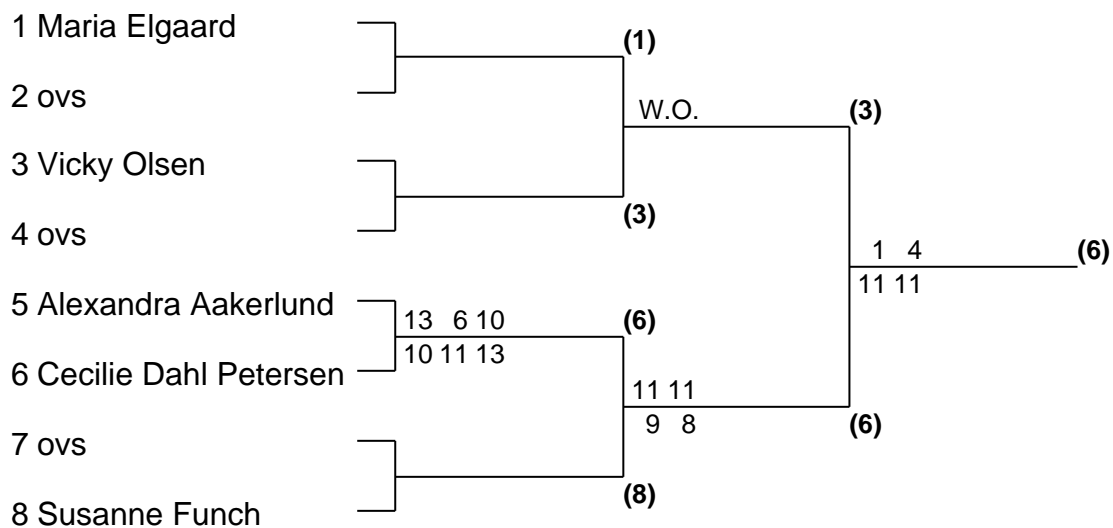 1 Maria Elgaard
(1)
2 ovs
W.O.
(3)
3 Vicky Olsen
(3)
4 ovs
1 4
(6)
11 11
5 Alexandra Aakerlund
13 6 10
(6)
10 11 13
6 Cecilie Dahl Petersen
11 11
9 8
(6)
7 ovs
(8)
8 Susanne Funch